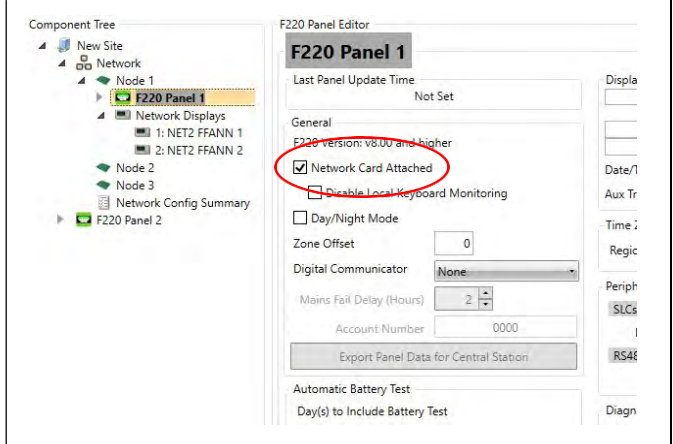 Component Tree
New Site
Network
Node 1
F220 Panel 1
Network Displays
1: NET2 FFANN 1
2: NET2 FFANN 2
Node 2
Node 3
Network Config Summary
F220 Panel 2
F220 Panel Editor
F220 Panel 1
Last Panel Update Time
Not Set
General
F220 Version: v8.00 and higher
Network Card Attached
Disable Local Keyboard Monitoring
Day/Night Mode
Zone Offset 0
Digital Communicator None
Mains Fail Delay (Hours) 2
Account Number 0000
Export Panel Data for Central Station
Automatic Battery Test
Day(s) to Include Battery Test
Displa
Date/T
Aux Tr
Time Z
Regic
Periph
SLCs
RS48
Diagn